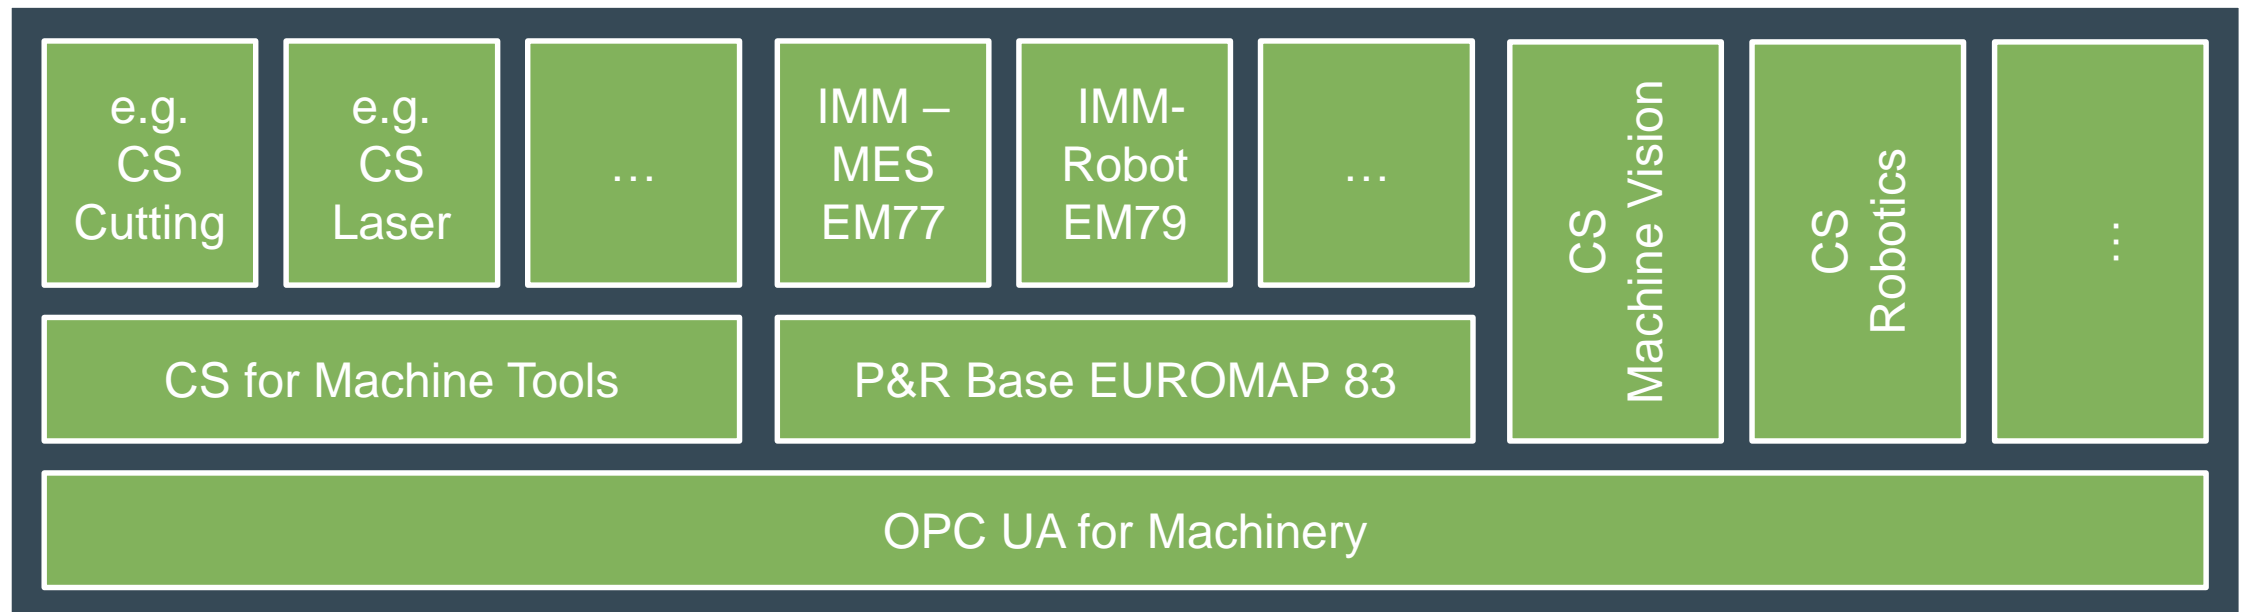 e.g.
CS
Cutting
e.g.
CS
Laser
…
IMM –
MES
EM77
IMM-
Robot
EM79
…
CS
Machine Vision
CS
Robotics
…
CS for Machine Tools
P&R Base EUROMAP 83
OPC UA for Machinery